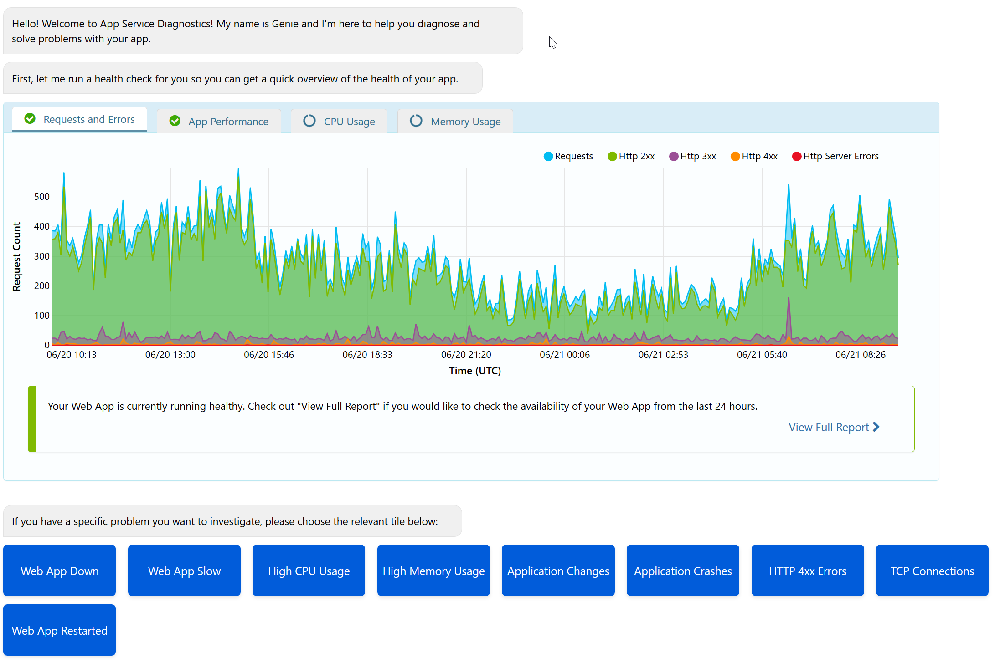 Hello! Welcome to App Service Diagnostics! My name is Genie and I'm here to help you diagnose and
solve problems with your app.
First, let me run a health check for you so you can get a quick overview of the health of your app.
Requests and Errors
App Performance
CPU Usage
Memory Usage
Requests
Http 2xx
Http 3xx
Http 4xx
Http Server Errors
Request Count
500
400
300
200
100
0
06/20 10:13
06/20 13:00
06/20 15:46
06/20 18:33
06/20 21:20
06/21 00:06
06/21 02:53
06/21 05:40
06/21 08:26
Time (UTC)
Your Web App is currently running healthy. Check out "View Full Report" if you would like to check the availability of your Web App from the last 24 hours.
View Full Report
If you have a specific problem you want to investigate, please choose the relevant tile below:
Web App Down
Web App Slow
High CPU Usage
High Memory Usage
Application Changes
Application Crashes
HTTP 4xx Errors
TCP Connections
Web App Restarted